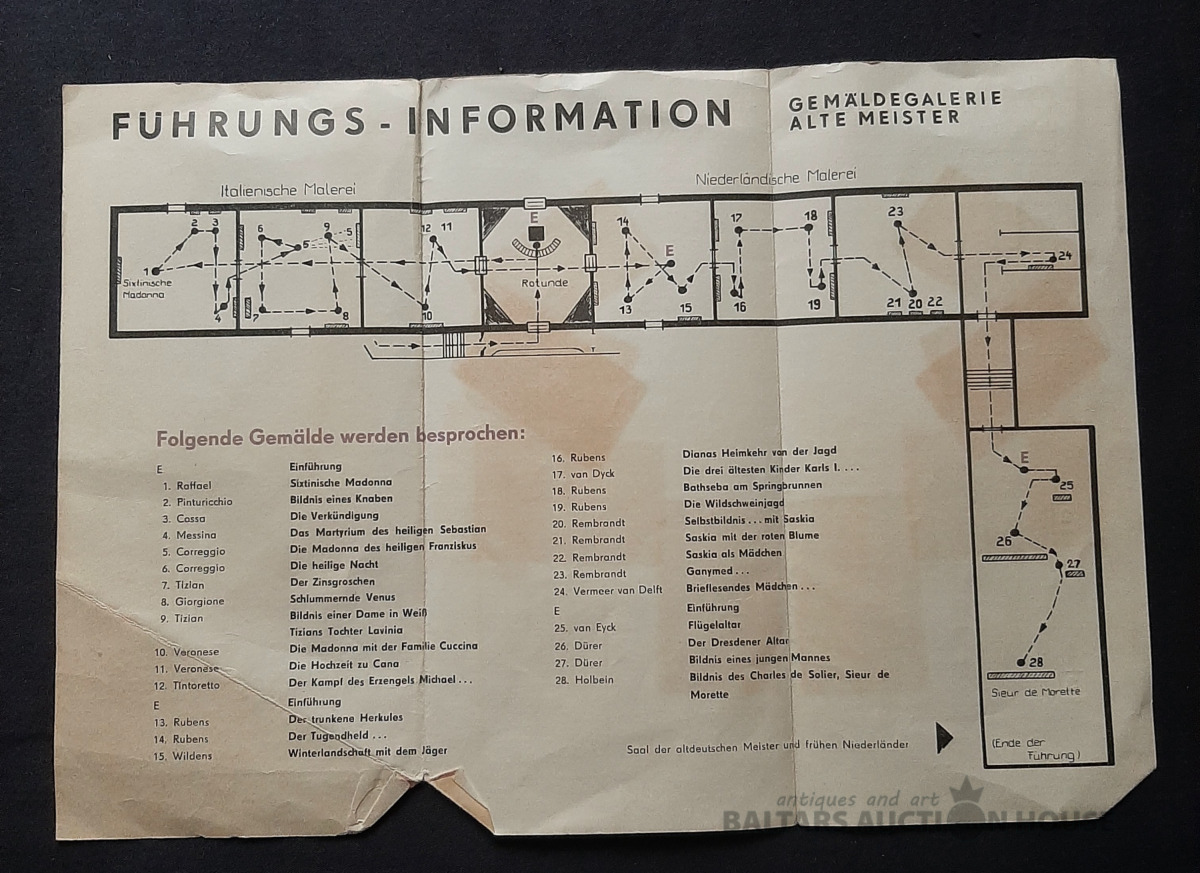 FÜHRUNGS - INFORMATION
GEMÄLDEGALERIE
ALTE MEISTER
Italienische Malerei
Niederländische Malerei
2 3
6
5
9
5
12 11
E
14
E
17
18
23
24
1
Sixtinische
Madonna
4
7
8
10
Rotunde
13
15
16
19
21 20 22
Folgende Gemälde werden besprochen:
E Einführung
1. Raffael Sixtinische Madonna
2. Pinturicchio Bildnis eines Knaben
3. Cossa Die Verkündigung
4. Messina Das Martyrium des heiligen Sebastian
5. Correggio Die Madonna des heiligen Franziskus
6. Correggio Die heilige Nacht
7. Tizian Der Zinsgroschen
8. Giorgione Schlummernde Venus
9. Tizian Bildnis einer Dame in Weiß
Tizians Tochter Lavinia
10. Veronese Die Madonna mit der Familie Cuccina
11. Veronese Die Hochzeit zu Cana
12. Tintoretto Der Kampf des Erzengels Michael ...
E Einführung
13. Rubens Der trunkene Herkules
14. Rubens Der Tugendheld ...
15. Wildens Winterlandschaft mit dem Jäger
16. Rubens Dianas Heimkehr von der Jagd
17. van Dyck Die drei ältesten Kinder Karls I. ...
18. Rubens Bathseba am Springbrunnen
19. Rubens Die Wildschweinjagd
20. Rembrandt Selbstbildnis ... mit Saskia
21. Rembrandt Saskia mit der roten Blume
22. Rembrandt Saskia als Mädchen
23. Rembrandt Ganymed ...
24. Vermeer van Delft Brieflesendes Mädchen ...
E Einführung
25. van Eyck Flügelaltar
26. Dürer Der Dresdener Altar
27. Dürer Bildnis eines jungen Mannes
28. Holbein Bildnis des Charles de Solier, Sieur de
Morette
Saal der altdeutschen Meister und frühen Niederländer
E
25
26
27
28
Sieur de Morette
(Ende der
Führung)
antiques and art
BALTARS AUCTION HOUSE